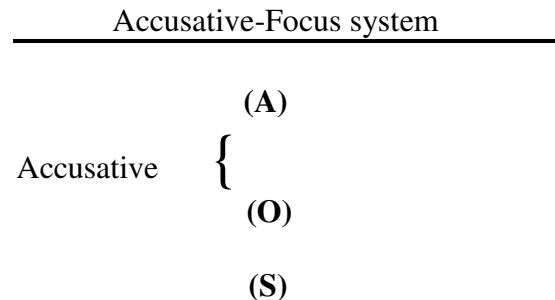 Accusative-Focus system
(A)
Accusative {
(O)
(S)